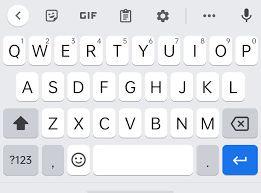 GIF
Q1 W2 E3 R4 T5 Y6 U7 I8 O9 P0
A S D F G H J K L
Z X C V B N M
?123 , .